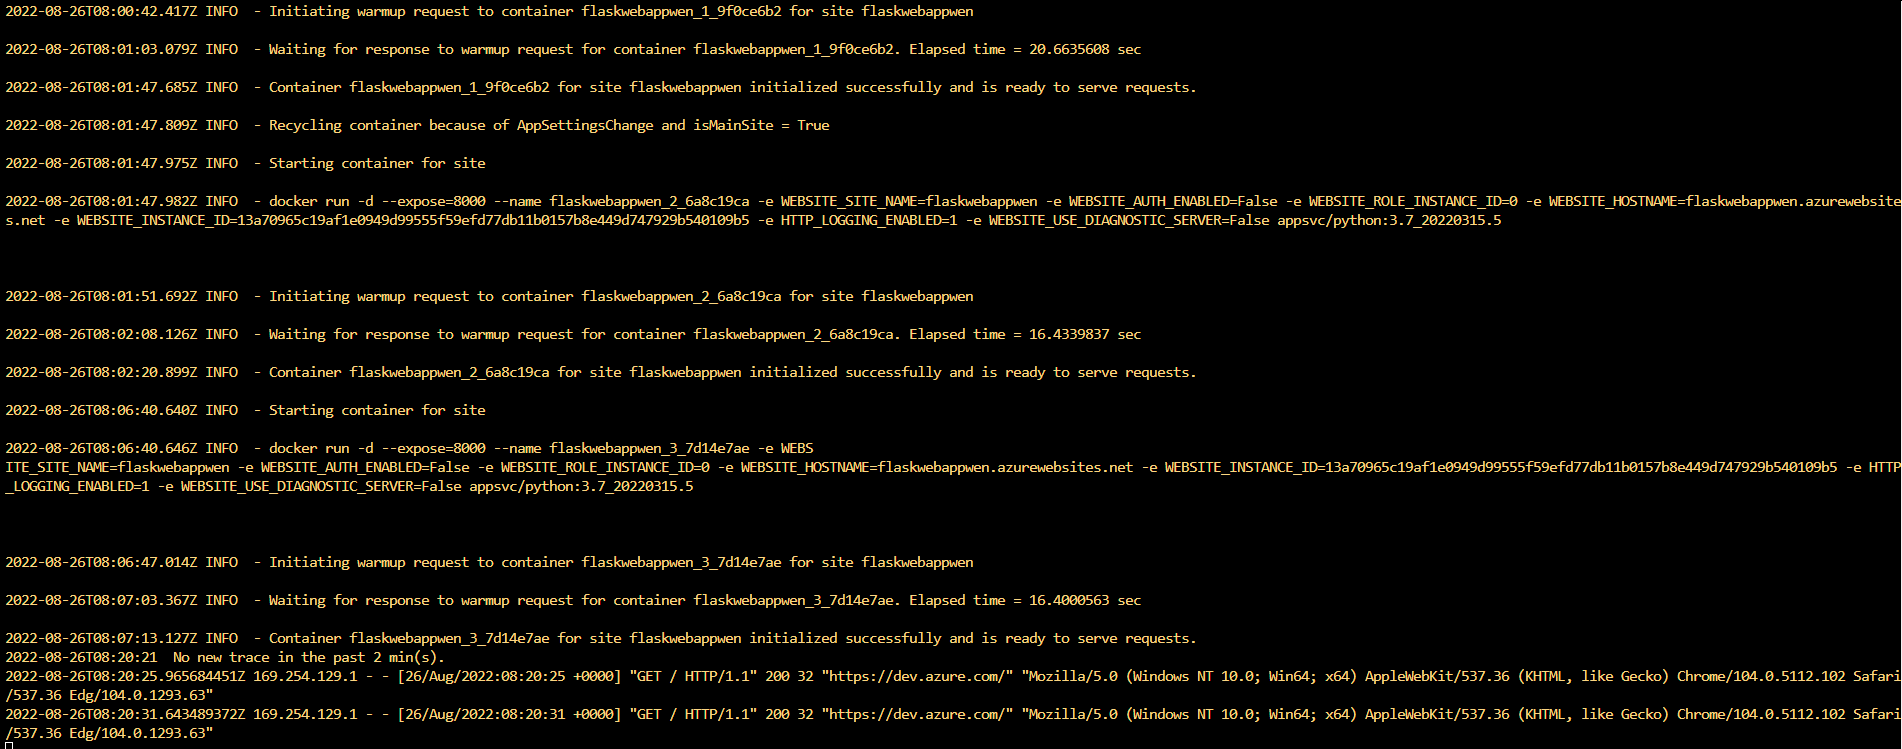 2022-08-26T08:00:42.417Z INFO  - Initiating warmup request to container flaskwebappwen_1_9f0ce6b2 for site flaskwebappwen
2022-08-26T08:01:03.079Z INFO  - Waiting for response to warmup request for container flaskwebappwen_1_9f0ce6b2. Elapsed time = 20.6635608 sec
2022-08-26T08:01:47.685Z INFO  - Container flaskwebappwen_1_9f0ce6b2 for site flaskwebappwen initialized successfully and is ready to serve requests.
2022-08-26T08:01:47.809Z INFO  - Recycling container because of AppSettingsChange and isMainSite = True
2022-08-26T08:01:47.975Z INFO  - Starting container for site
2022-08-26T08:01:47.982Z INFO  - docker run -d --expose=8000 --name flaskwebappwen_2_6a8c19ca -e WEBSITE_SITE_NAME=flaskwebappwen -e WEBSITE_AUTH_ENABLED=False -e WEBSITE_ROLE_INSTANCE_ID=0 -e WEBSITE_HOSTNAME=flaskwebappwen.azurewebsite
s.net -e WEBSITE_INSTANCE_ID=13a70965c19af1e0949d99555f59efd77db11b0157b8e449d747929b540109b5 -e HTTP_LOGGING_ENABLED=1 -e WEBSITE_USE_DIAGNOSTIC_SERVER=False appsvc/python:3.7_20220315.5
2022-08-26T08:01:51.692Z INFO  - Initiating warmup request to container flaskwebappwen_2_6a8c19ca for site flaskwebappwen
2022-08-26T08:02:08.126Z INFO  - Waiting for response to warmup request for container flaskwebappwen_2_6a8c19ca. Elapsed time = 16.4339837 sec
2022-08-26T08:02:20.899Z INFO  - Container flaskwebappwen_2_6a8c19ca for site flaskwebappwen initialized successfully and is ready to serve requests.
2022-08-26T08:06:40.640Z INFO  - Starting container for site
2022-08-26T08:06:40.646Z INFO  - docker run -d --expose=8000 --name flaskwebappwen_3_7d14e7ae -e WEBS
ITE_SITE_NAME=flaskwebappwen -e WEBSITE_AUTH_ENABLED=False -e WEBSITE_ROLE_INSTANCE_ID=0 -e WEBSITE_HOSTNAME=flaskwebappwen.azurewebsites.net -e WEBSITE_INSTANCE_ID=13a70965c19af1e0949d99555f59efd77db11b0157b8e449d747929b540109b5 -e HTTP
_LOGGING_ENABLED=1 -e WEBSITE_USE_DIAGNOSTIC_SERVER=False appsvc/python:3.7_20220315.5
2022-08-26T08:06:47.014Z INFO  - Initiating warmup request to container flaskwebappwen_3_7d14e7ae for site flaskwebappwen
2022-08-26T08:07:03.367Z INFO  - Waiting for response to warmup request for container flaskwebappwen_3_7d14e7ae. Elapsed time = 16.4000563 sec
2022-08-26T08:07:13.127Z INFO  - Container flaskwebappwen_3_7d14e7ae for site flaskwebappwen initialized successfully and is ready to serve requests.
2022-08-26T08:20:21  No new trace in the past 2 min(s).
2022-08-26T08:20:25.965684451Z 169.254.129.1 - - [26/Aug/2022:08:20:25 +0000] "GET / HTTP/1.1" 200 32 "https://dev.azure.com/" "Mozilla/5.0 (Windows NT 10.0; Win64; x64) AppleWebKit/537.36 (KHTML, like Gecko) Chrome/104.0.5112.102 Safari
/537.36 Edg/104.0.1293.63"
2022-08-26T08:20:31.643489372Z 169.254.129.1 - - [26/Aug/2022:08:20:31 +0000] "GET / HTTP/1.1" 200 32 "https://dev.azure.com/" "Mozilla/5.0 (Windows NT 10.0; Win64; x64) AppleWebKit/537.36 (KHTML, like Gecko) Chrome/104.0.5112.102 Safari
/537.36 Edg/104.0.1293.63"